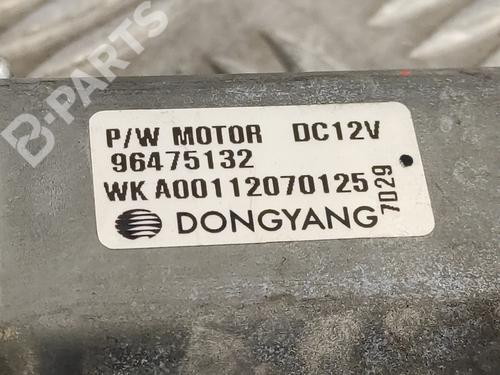 B-PARTS
P/W MOTOR DC12V
96475132
WK A00112070125
7D29
DONGYANG